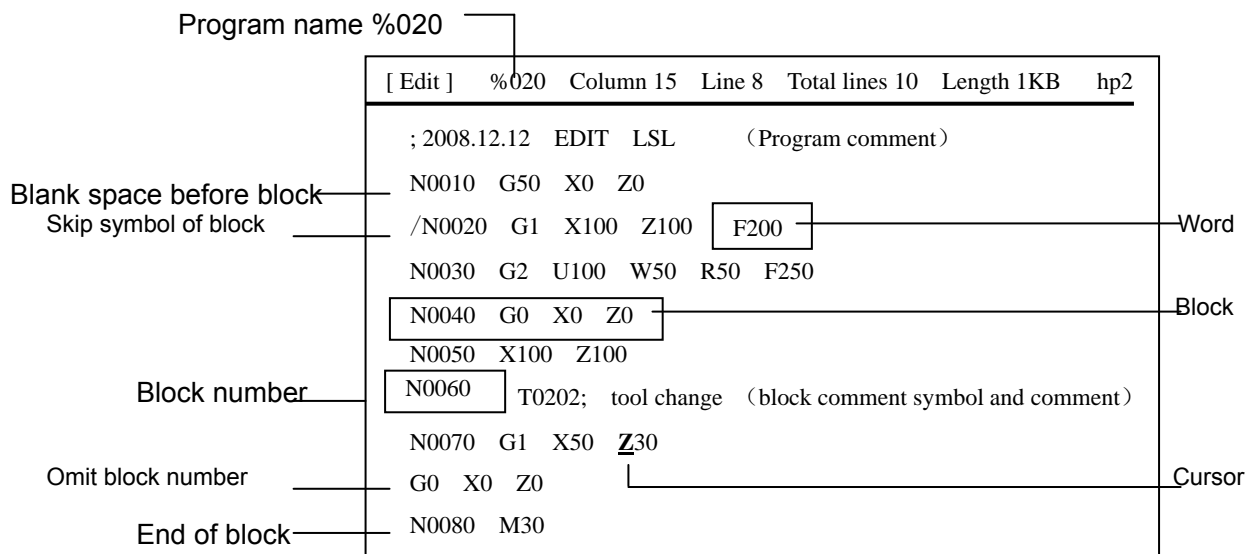 Program name %020
[ Edit ] %020 Column 15 Line 8 Total lines 10 Length 1KB hp2
; 2008.12.12 EDIT LSL （Program comment）
Blank space before block N0010 G50 X0 Z0
Skip symbol of block /N0020 G1 X100 Z100 F200 Word
N0030 G2 U100 W50 R50 F250
N0040 G0 X0 Z0 Block
N0050 X100 Z100
Block number N0060 T0202; tool change （block comment symbol and comment）
N0070 G1 X50 Z30
Omit block number G0 X0 Z0 Cursor
End of block N0080 M30